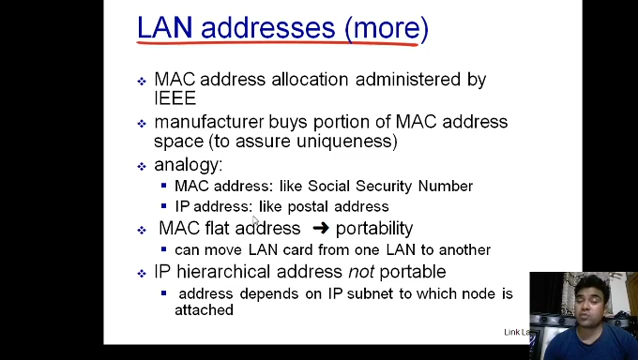 LAN addresses (more)
MAC address allocation administered by
IEEE
manufacturer buys portion of MAC address
space (to assure uniqueness)
analogy:
MAC address: like Social Security Number
IP address: like postal address
MAC flat address ➜ portability
can move LAN card from one LAN to another
IP hierarchical address not portable
address depends on IP subnet to which node is
attached
Link